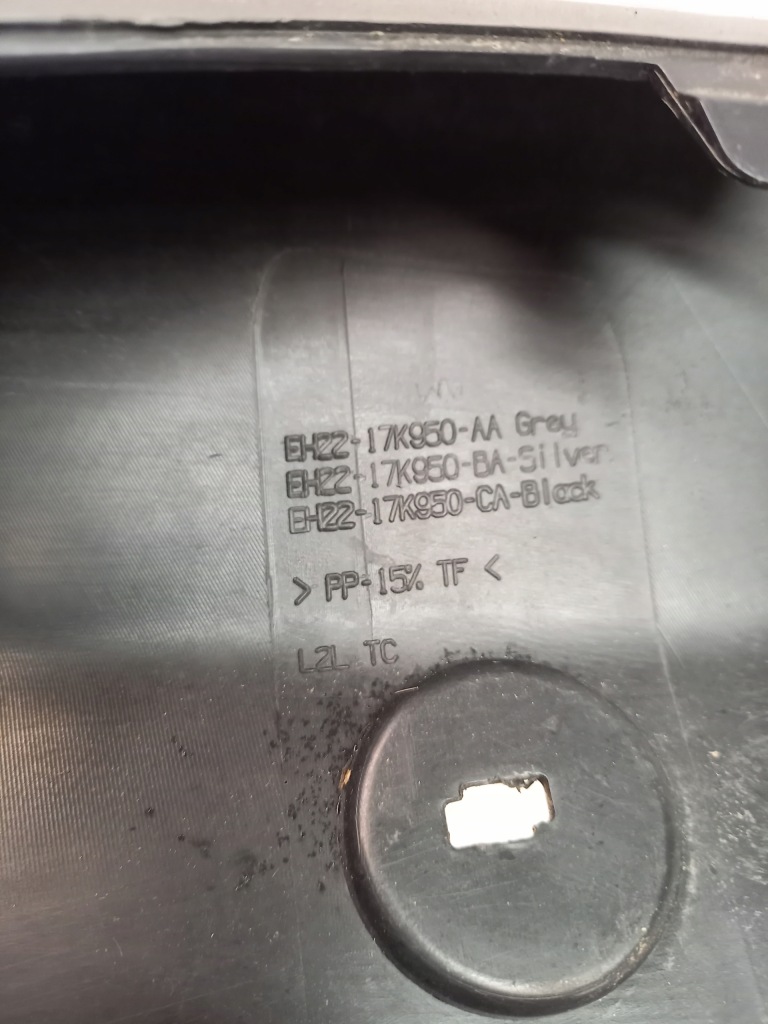 EH22-17K950-AA Grey
EH22-17K950-BA-Silver
EH22-17K950-CA-Black
> PP-15% TF <
L2L TC